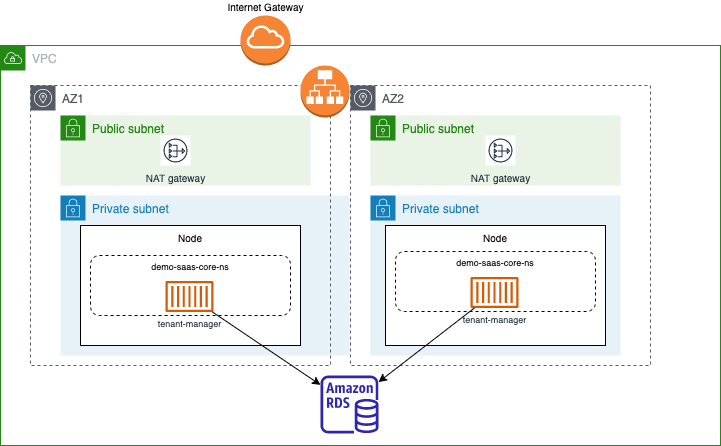 Internet Gateway
VPC
AZ1
AZ2
Public subnet
Public subnet
NAT gateway
NAT gateway
Private subnet
Private subnet
Node
Node
demo-saas-core-ns
demo-saas-core-ns
tenant-manager
tenant-manager
Amazon
RDS